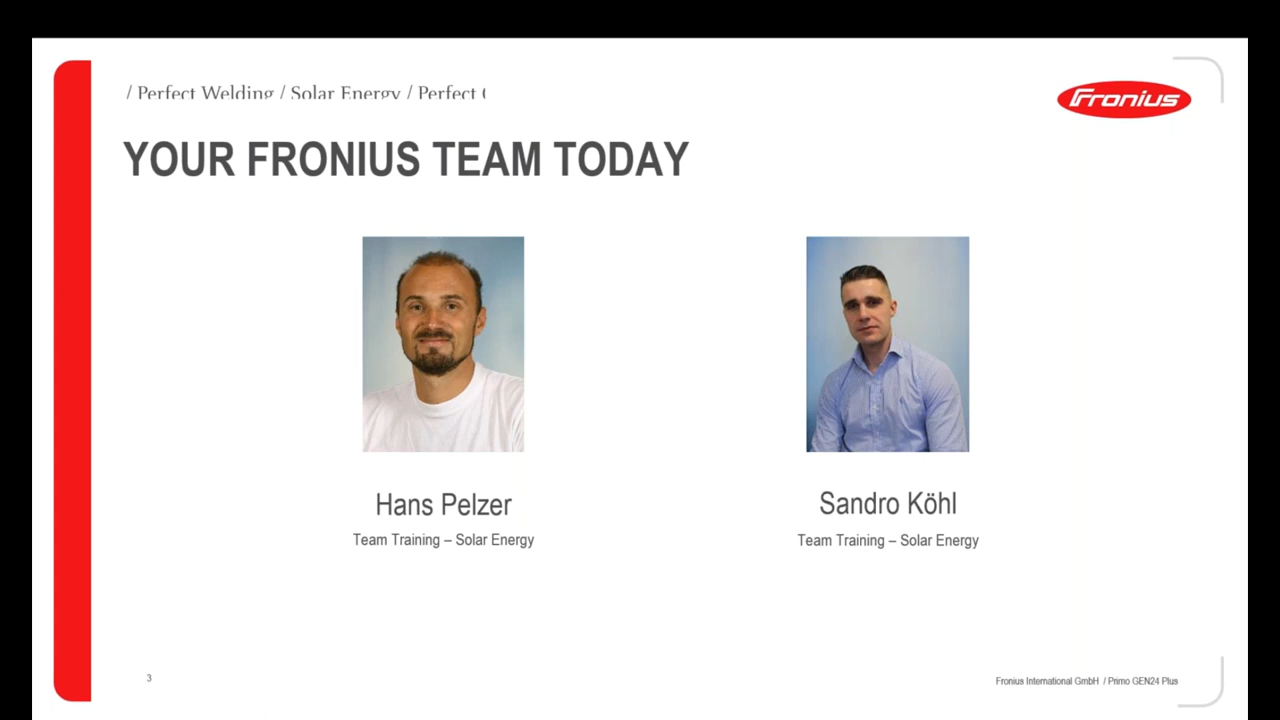 / Perfect Welding / Solar Energy / Perfect
Fronius
YOUR FRONIUS TEAM TODAY
Hans Pelzer
Sandro Köhl
Team Training – Solar Energy
Team Training – Solar Energy
3
Fronius International GmbH / Primo GEN24 Plus